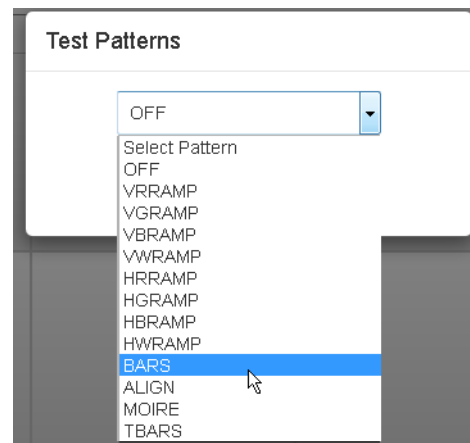 Test Patterns
OFF
Select Pattern
OFF
VRRAMP
VGRAMP
VBRAMP
VWRAMP
HRRAMP
HGRAMP
HBRAMP
HWRAMP
BARS
ALIGN
MOIRE
TBARS